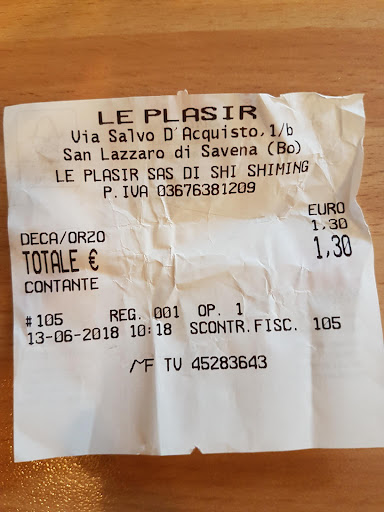 LE PLASIR
Via Salvo D'Acquisto,1/b
San Lazzaro di Savena (Bo)
LE PLASIR SAS DI SHI SHIMING
P.IVA 03676381209
EURO
DECA/ORZO 1,30
TOTALE € 1,30
CONTANTE
#105 REG. 001 OP. 1
13-06-2018 10:18 SCONTR.FISC. 105
MF TV 45283643